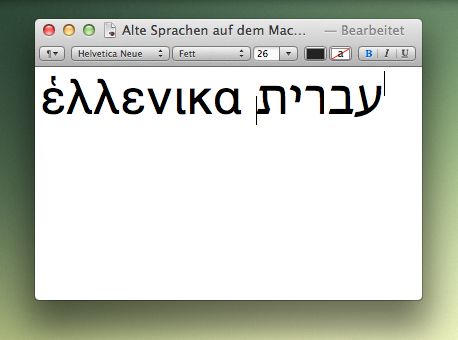 Alte Sprachen auf dem Mac… — Bearbeitet
¶ Helvetica Neue Fett 26 a B I U
ἑλλενικα עברית